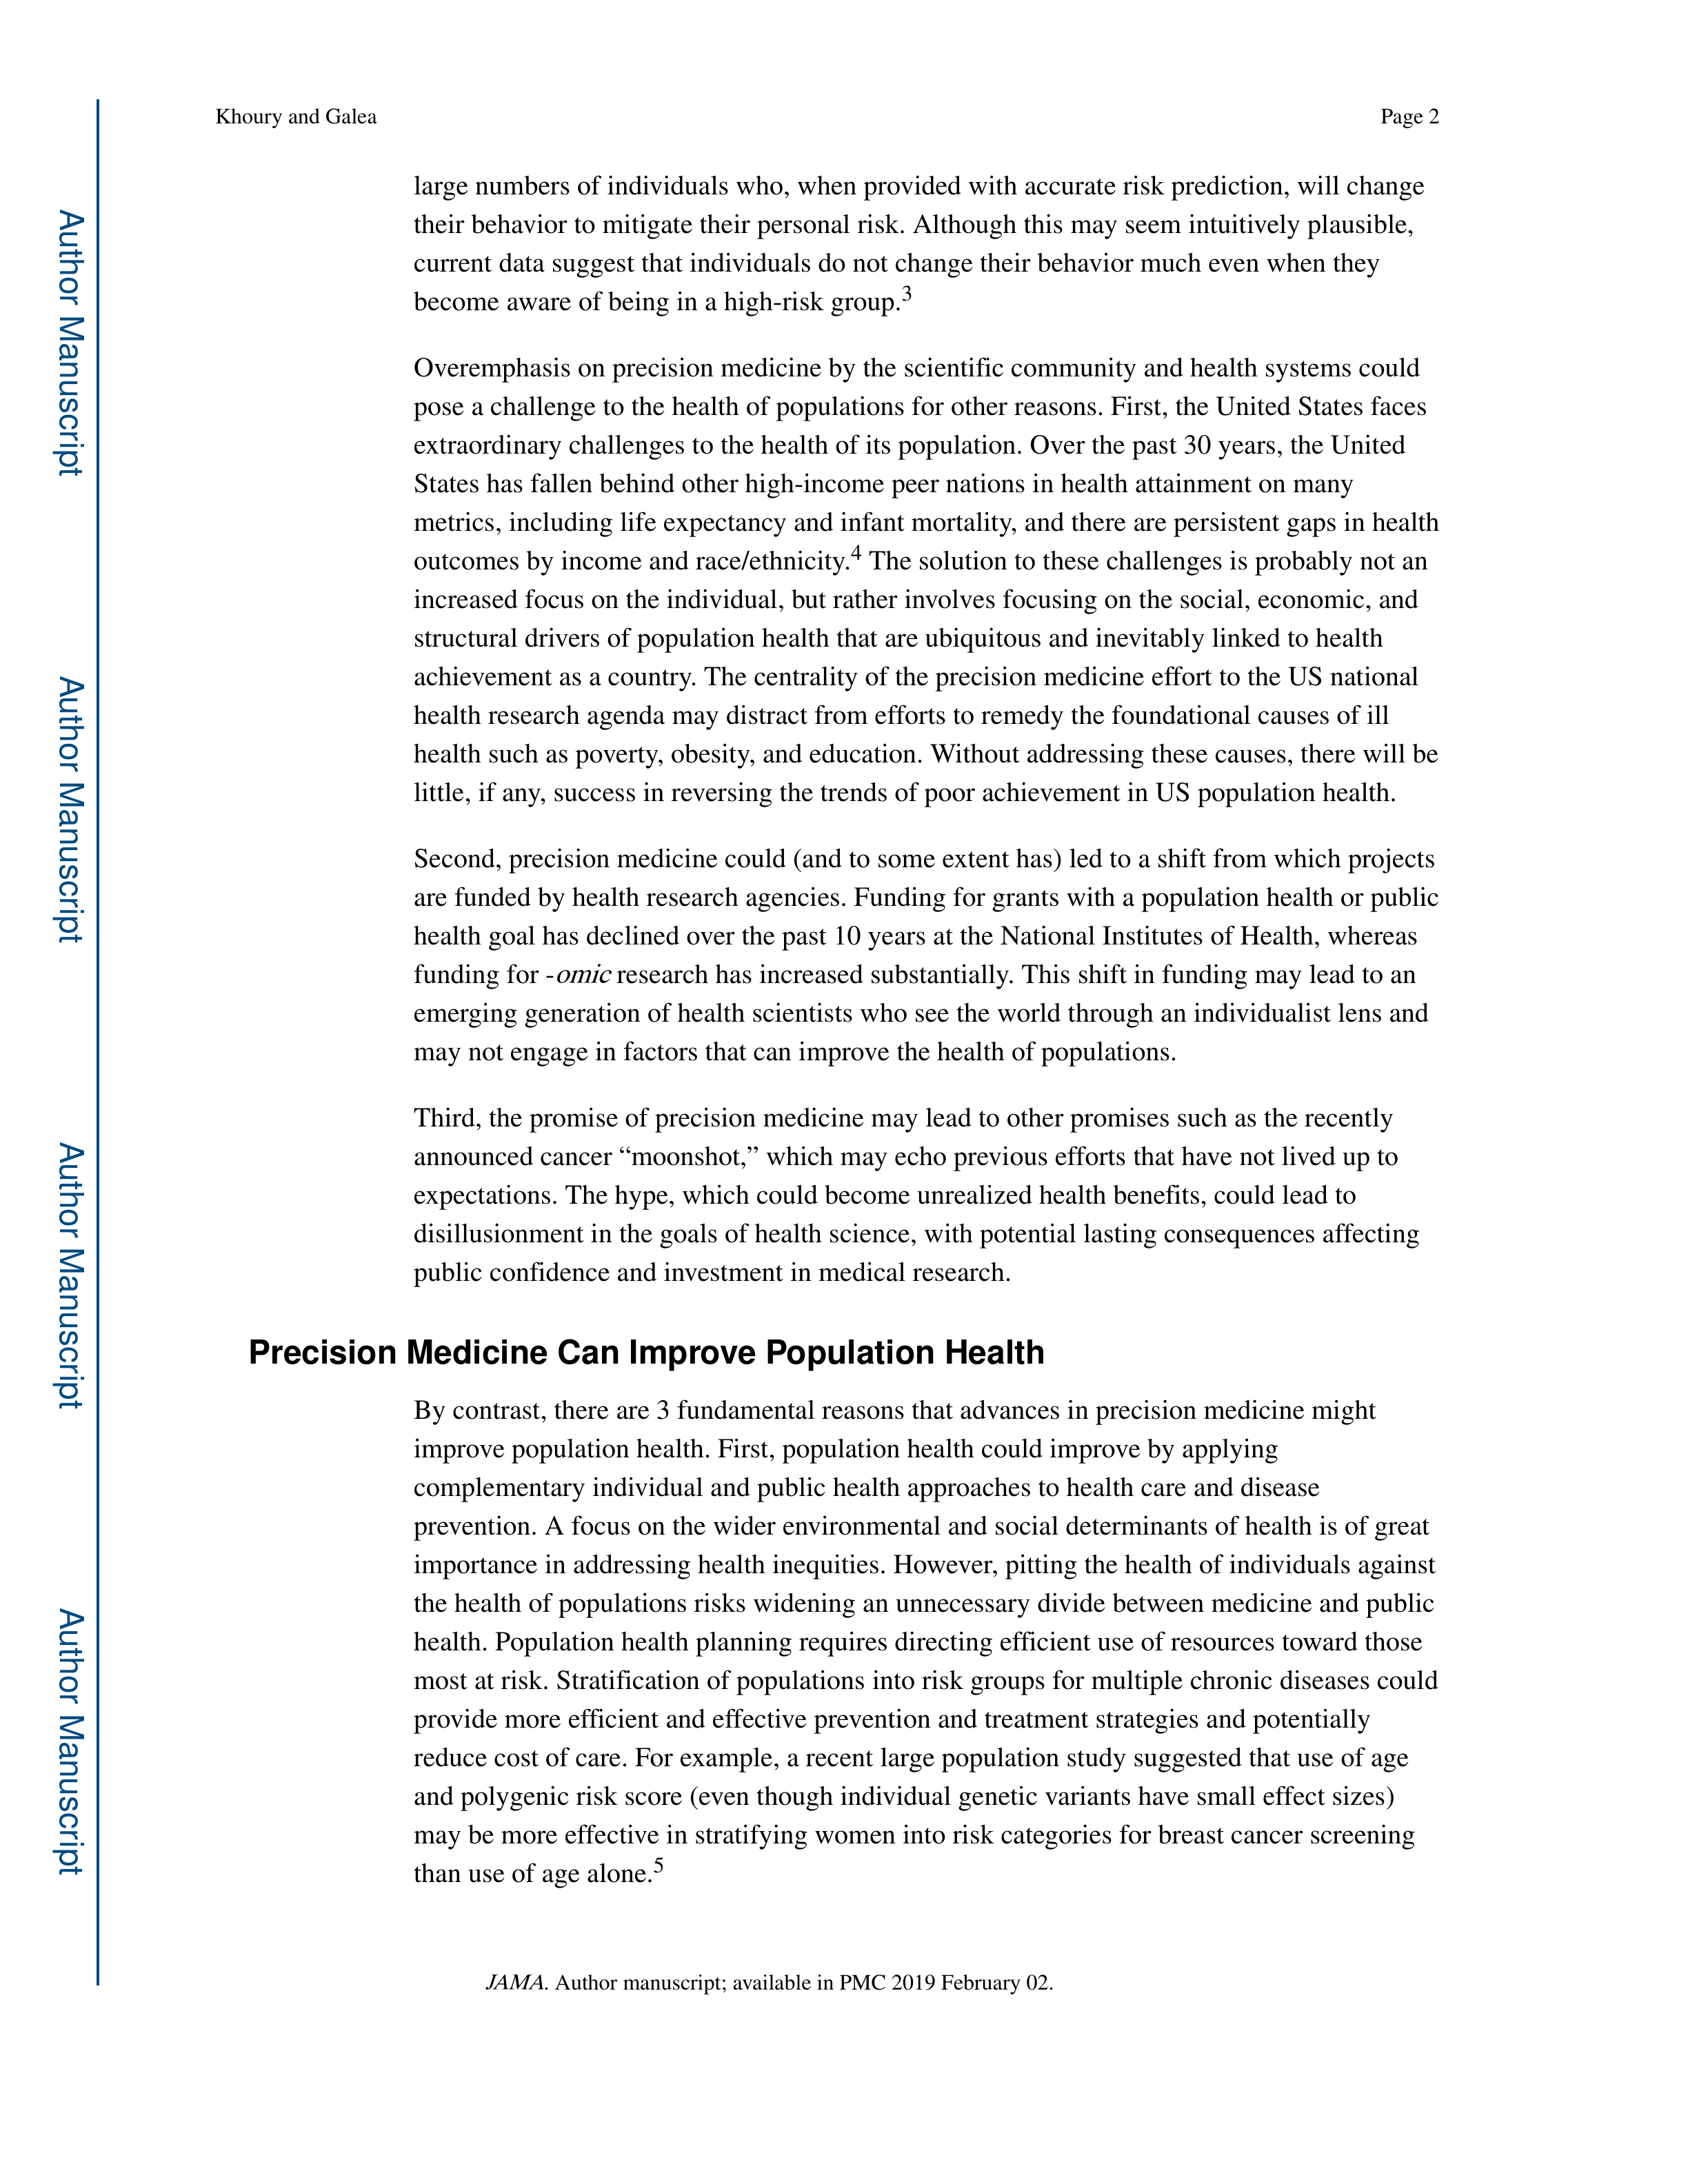 Khoury and Galea
Page 2
large numbers of individuals who, when provided with accurate risk prediction, will change
their behavior to mitigate their personal risk. Although this may seem intuitively plausible,
current data suggest that individuals do not change their behavior much even when they
become aware of being in a high-risk group.3
Overemphasis on precision medicine by the scientific community and health systems could
pose a challenge to the health of populations for other reasons. First, the United States faces
extraordinary challenges to the health of its population. Over the past 30 years, the United
States has fallen behind other high-income peer nations in health attainment on many
metrics, including life expectancy and infant mortality, and there are persistent gaps in health
outcomes by income and race/ethnicity.4 The solution to these challenges is probably not an
increased focus on the individual, but rather involves focusing on the social, economic, and
structural drivers of population health that are ubiquitous and inevitably linked to health
achievement as a country. The centrality of the precision medicine effort to the US national
health research agenda may distract from efforts to remedy the foundational causes of ill
health such as poverty, obesity, and education. Without addressing these causes, there will be
little, if any, success in reversing the trends of poor achievement in US population health.
Second, precision medicine could (and to some extent has) led to a shift from which projects
are funded by health research agencies. Funding for grants with a population health or public
health goal has declined over the past 10 years at the National Institutes of Health, whereas
funding for -omic research has increased substantially. This shift in funding may lead to an
emerging generation of health scientists who see the world through an individualist lens and
may not engage in factors that can improve the health of populations.
Third, the promise of precision medicine may lead to other promises such as the recently
announced cancer “moonshot,” which may echo previous efforts that have not lived up to
expectations. The hype, which could become unrealized health benefits, could lead to
disillusionment in the goals of health science, with potential lasting consequences affecting
public confidence and investment in medical research.
Precision Medicine Can Improve Population Health
By contrast, there are 3 fundamental reasons that advances in precision medicine might
improve population health. First, population health could improve by applying
complementary individual and public health approaches to health care and disease
prevention. A focus on the wider environmental and social determinants of health is of great
importance in addressing health inequities. However, pitting the health of individuals against
the health of populations risks widening an unnecessary divide between medicine and public
health. Population health planning requires directing efficient use of resources toward those
most at risk. Stratification of populations into risk groups for multiple chronic diseases could
provide more efficient and effective prevention and treatment strategies and potentially
reduce cost of care. For example, a recent large population study suggested that use of age
and polygenic risk score (even though individual genetic variants have small effect sizes)
may be more effective in stratifying women into risk categories for breast cancer screening
than use of age alone.5
JAMA. Author manuscript; available in PMC 2019 February 02.
Author Manuscript
Author Manuscript
Author Manuscript
Author Manuscript